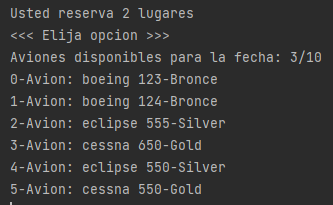 Usted reserva 2 lugares
<<< Elija opcion >>>
Aviones disponibles para la fecha: 3/10
0-Avion: boeing 123-Bronce
1-Avion: boeing 124-Bronce
2-Avion: eclipse 555-Silver
3-Avion: cessna 650-Gold
4-Avion: eclipse 550-Silver
5-Avion: cessna 550-Gold